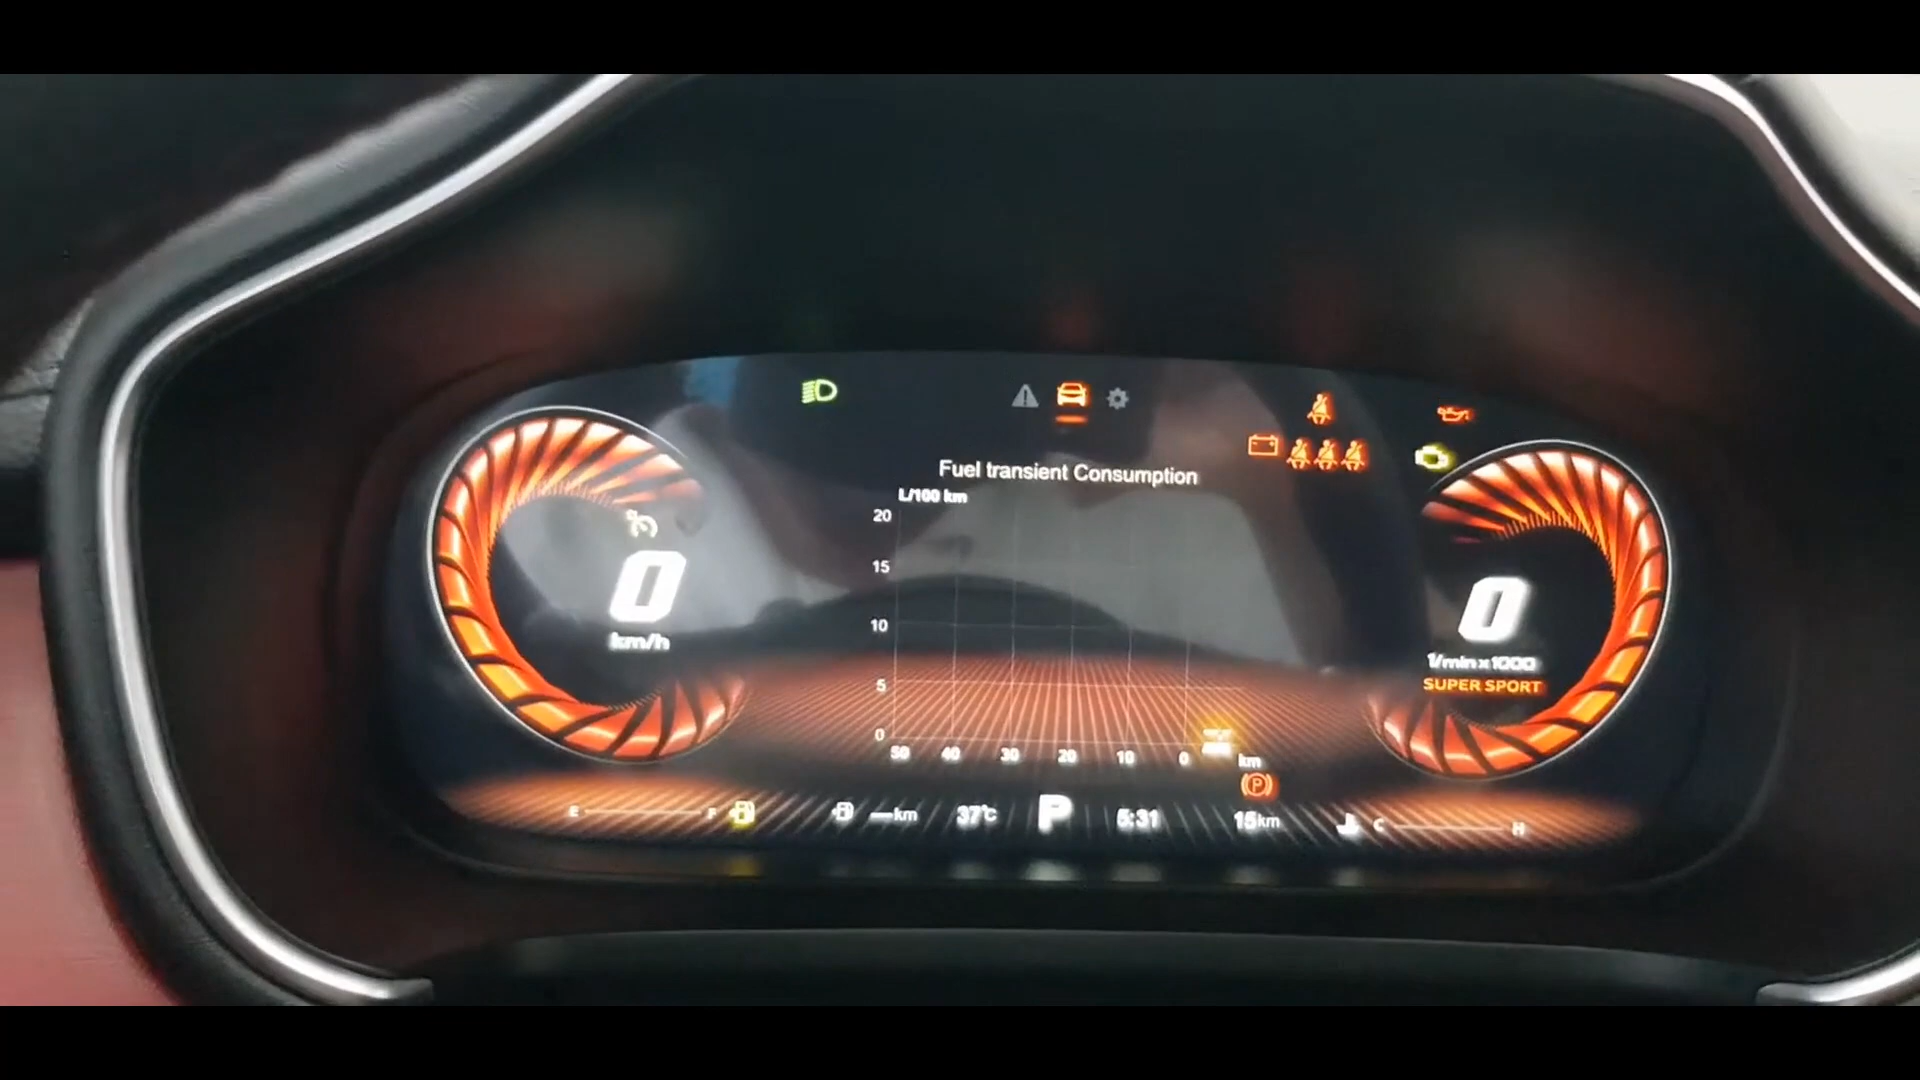 Fuel transient Consumption
L/100 km
20
15
10
5
0
50 40 30 20 10 0 km
0
km/h
0
1/min x 1000
SUPER SPORT
P
E F km 37°C P 5:31 15km C H